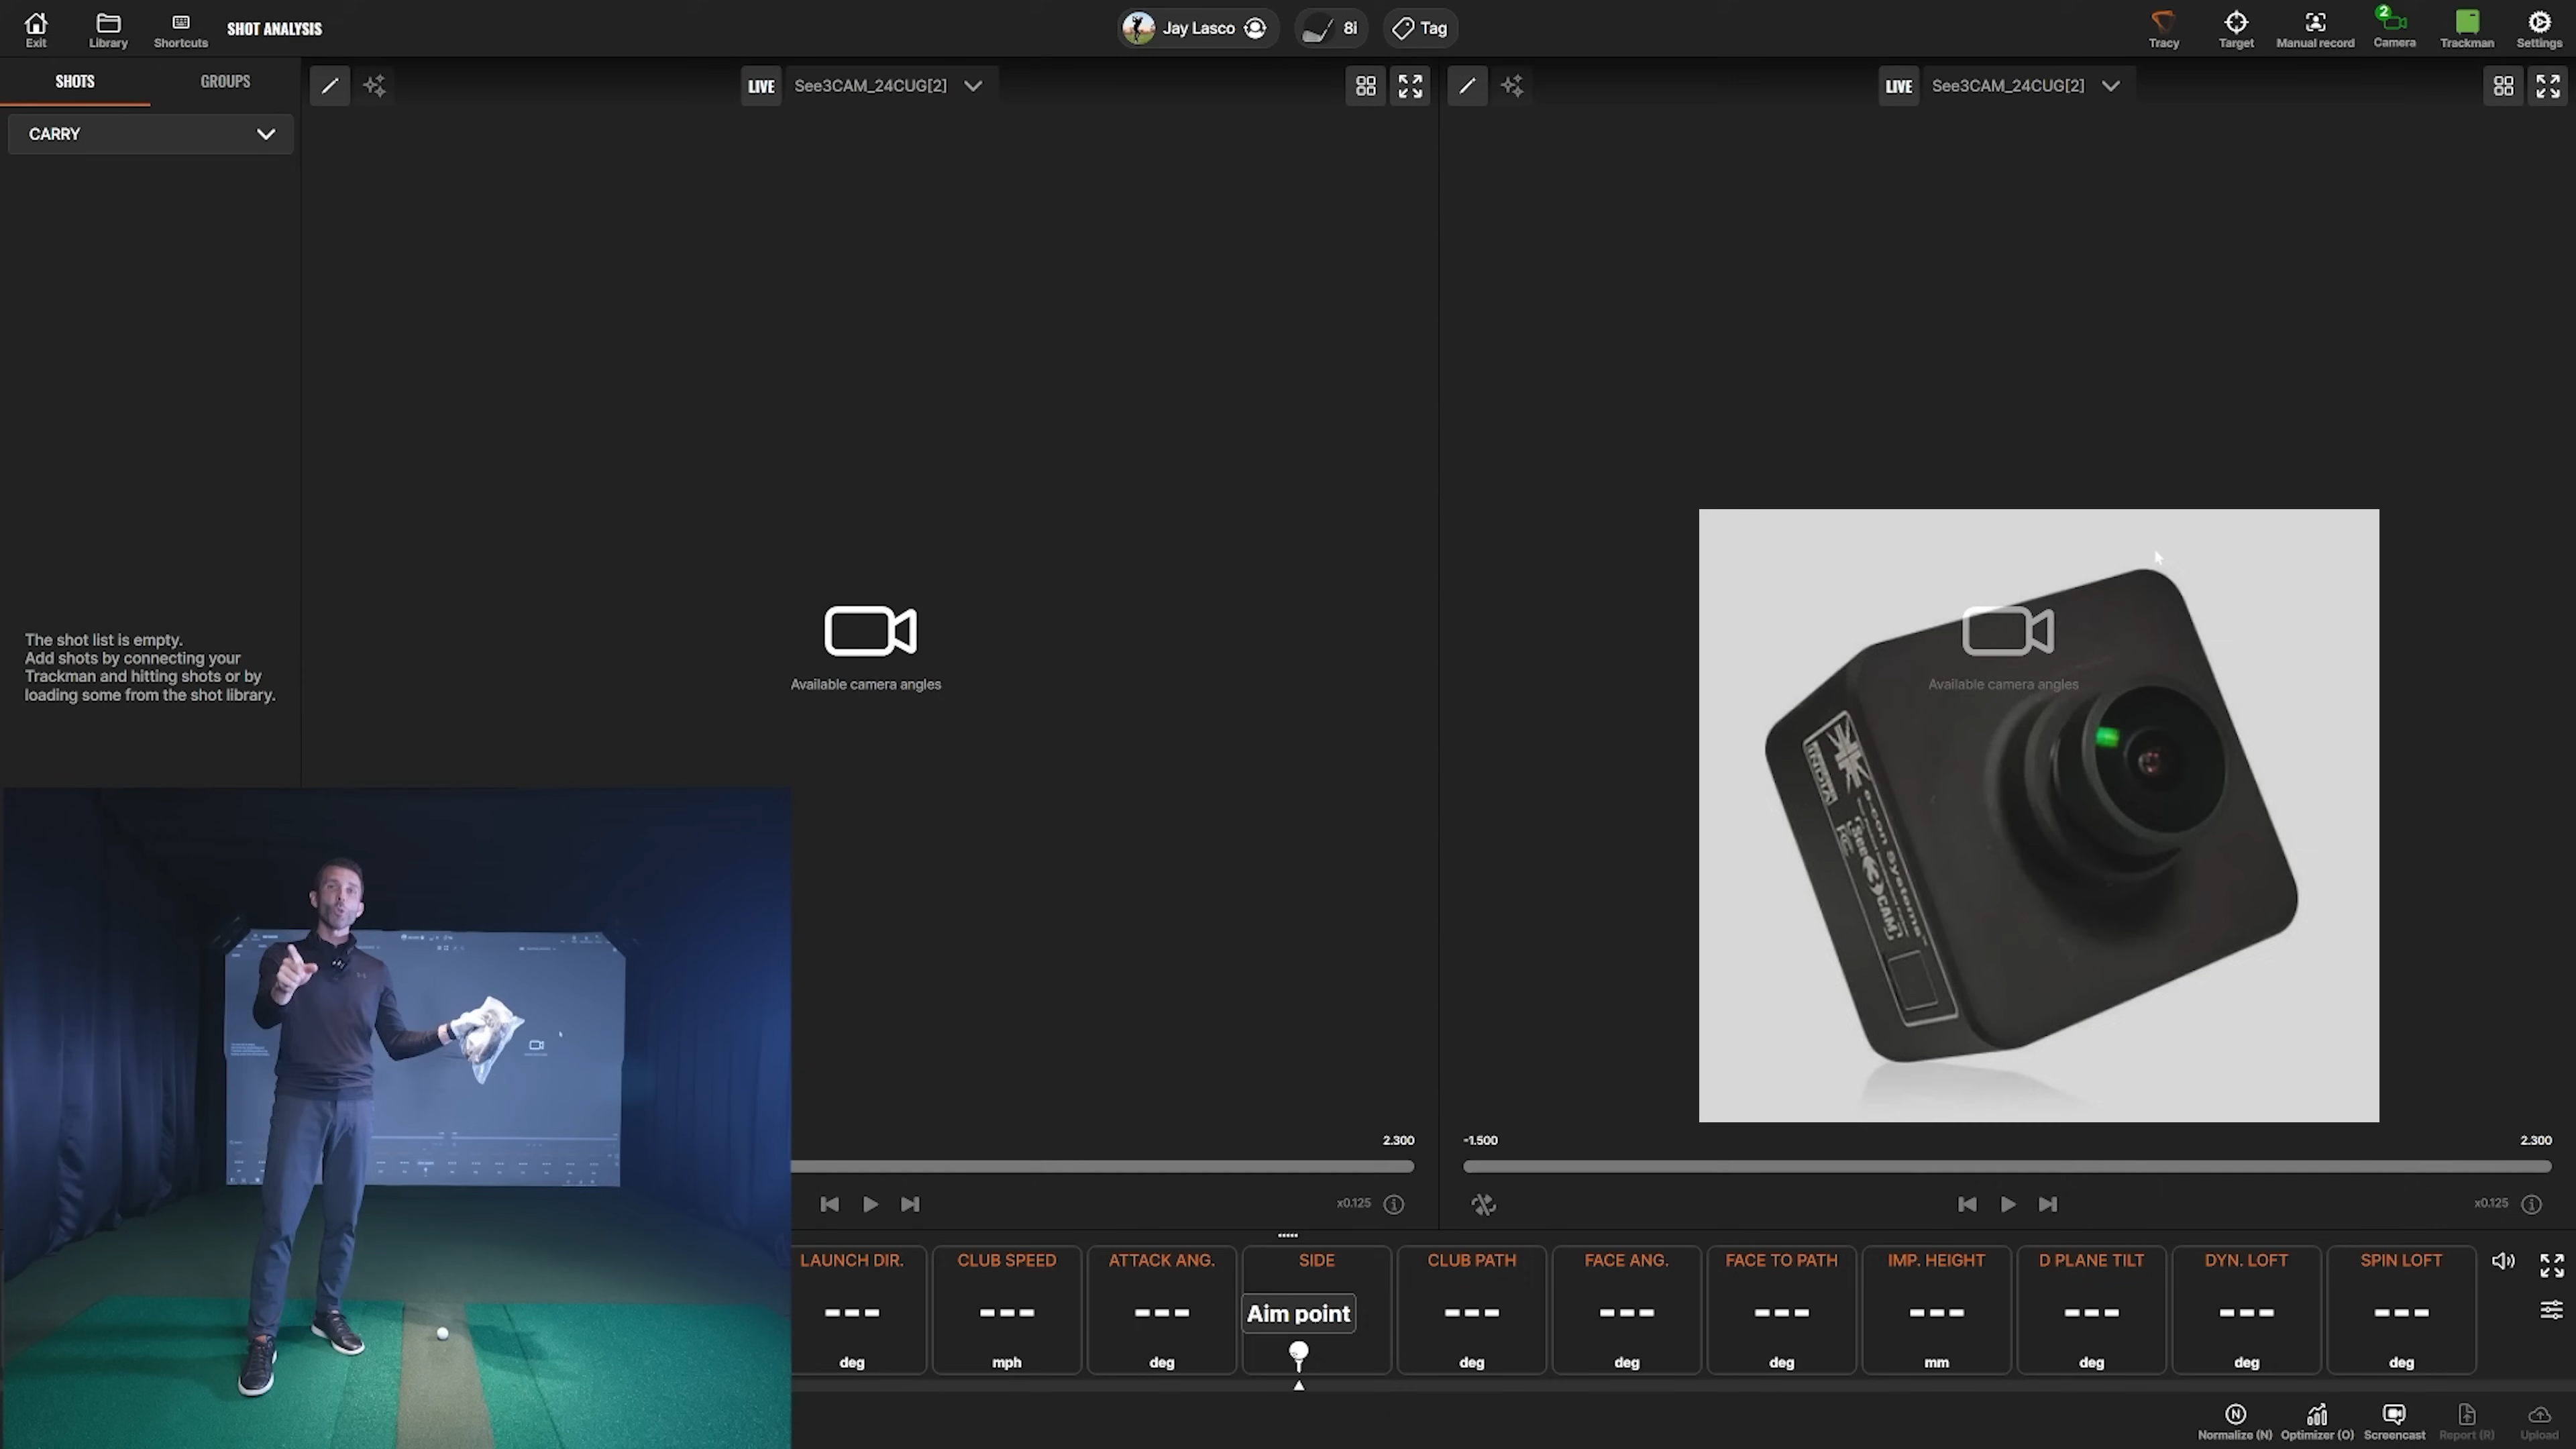 Exit
Library
Shortcuts
SHOT ANALYSIS
Jay Lasco
8i
Tag
Tracy
Target
Manual record
2
Camera
Trackman
Settings
SHOTS
GROUPS
LIVE
See3CAM_24CUG[2]
LIVE
See3CAM_24CUG[2]
CARRY
The shot list is empty.
Add shots by connecting your
Trackman and hitting shots or by
loading some from the shot library.
Available camera angles
Available camera angles
INDIA
e-con Systems
See3CAM
2.300
-1.500
2.300
x0.125
x0.125
LAUNCH DIR.
---
deg
CLUB SPEED
---
mph
ATTACK ANG.
---
deg
SIDE
Aim point
CLUB PATH
---
deg
FACE ANG.
---
deg
FACE TO PATH
---
deg
IMP. HEIGHT
---
mm
D PLANE TILT
---
deg
DYN. LOFT
---
deg
SPIN LOFT
---
deg
Normalize (N)
Optimizer (O)
Screencast
Report (R)
Upload